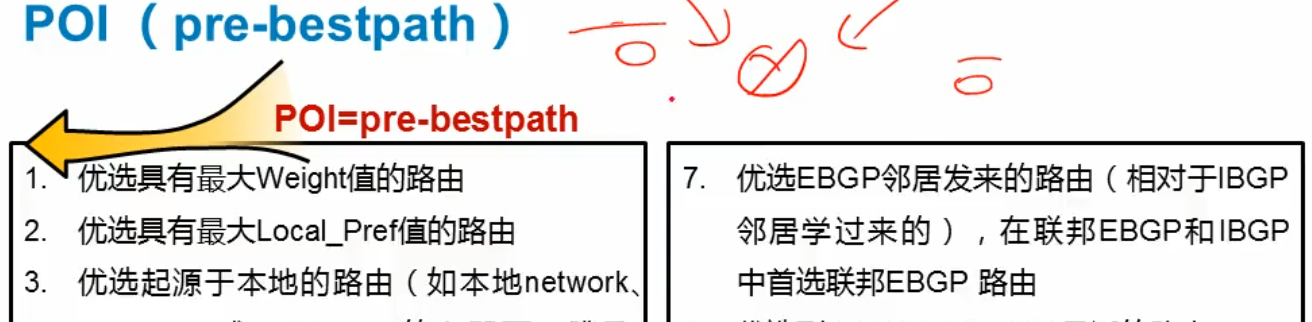 POI（pre-bestpath）
POI=pre-bestpath
1. 优选具有最大Weight值的路由
2. 优选具有最大Local_Pref值的路由
3. 优选起源于本地的路由（如本地network、
7. 优选EBGP邻居发来的路由（相对于IBGP
邻居学过来的），在联邦EBGP和IBGP
中首选联邦EBGP 路由